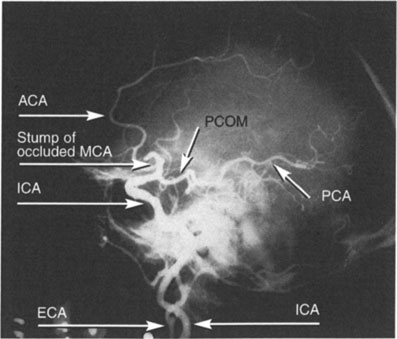 ACA
PCOM
Stump of
occluded MCA
ICA
PCA
ECA
ICA